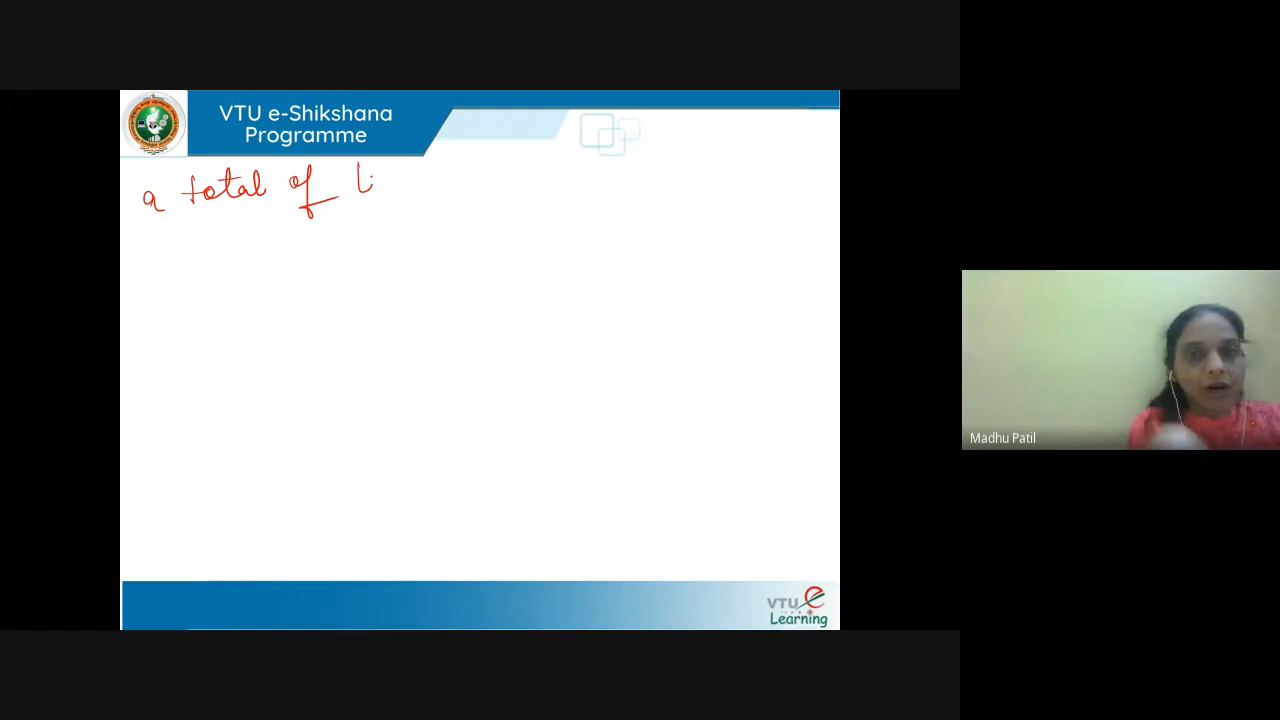 VTU e-Shikshana
Programme
a total of
Madhu Patil
VTU e
Learning